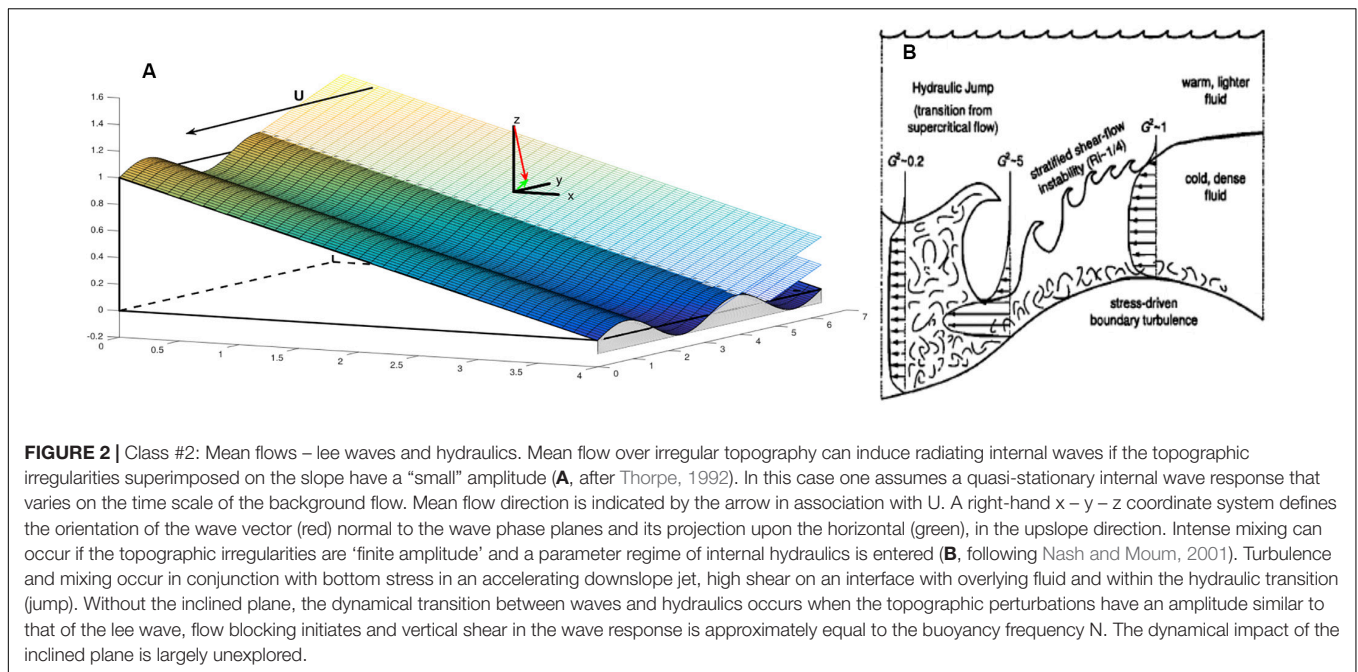 A
U
1.6
1.4
1.2
1
0.8
0.6
0.4
0.2
0
-0.2
0
0.5
1
1.5
2
2.5
3
3.5
4
0
1
2
3
4
5
6
7
z
y
x
B
Hydraulic Jump
(transition from
supercritical flow)
warm, lighter
fluid
G²~0.2
G²~5
G²~1
stratified shear-flow
instability (Ri~1/4)
cold, dense
fluid
stress-driven
boundary turbulence
FIGURE 2 | Class #2: Mean flows – lee waves and hydraulics. Mean flow over irregular topography can induce radiating internal waves if the topographic
irregularities superimposed on the slope have a “small” amplitude (A, after Thorpe, 1992). In this case one assumes a quasi-stationary internal wave response that
varies on the time scale of the background flow. Mean flow direction is indicated by the arrow in association with U. A right-hand x – y – z coordinate system defines
the orientation of the wave vector (red) normal to the wave phase planes and its projection upon the horizontal (green), in the upslope direction. Intense mixing can
occur if the topographic irregularities are ‘finite amplitude’ and a parameter regime of internal hydraulics is entered (B, following Nash and Moum, 2001). Turbulence
and mixing occur in conjunction with bottom stress in an accelerating downslope jet, high shear on an interface with overlying fluid and within the hydraulic transition
(jump). Without the inclined plane, the dynamical transition between waves and hydraulics occurs when the topographic perturbations have an amplitude similar to
that of the lee wave, flow blocking initiates and vertical shear in the wave response is approximately equal to the buoyancy frequency N. The dynamical impact of the
inclined plane is largely unexplored.